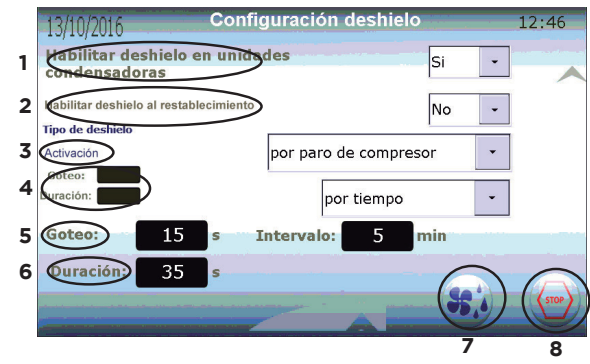 13/10/2016 Configuración deshielo 12:46
1 Habilitar deshielo en unidades Si
condensadoras
2 Habilitar deshielo al restablecimiento No
Tipo de deshielo
3 Activación por paro de compresor
Goteo:
4 Duración: por tiempo
5 Goteo: 15 s Intervalo: 5 min
6 Duración: 35 s
STOP
7 8